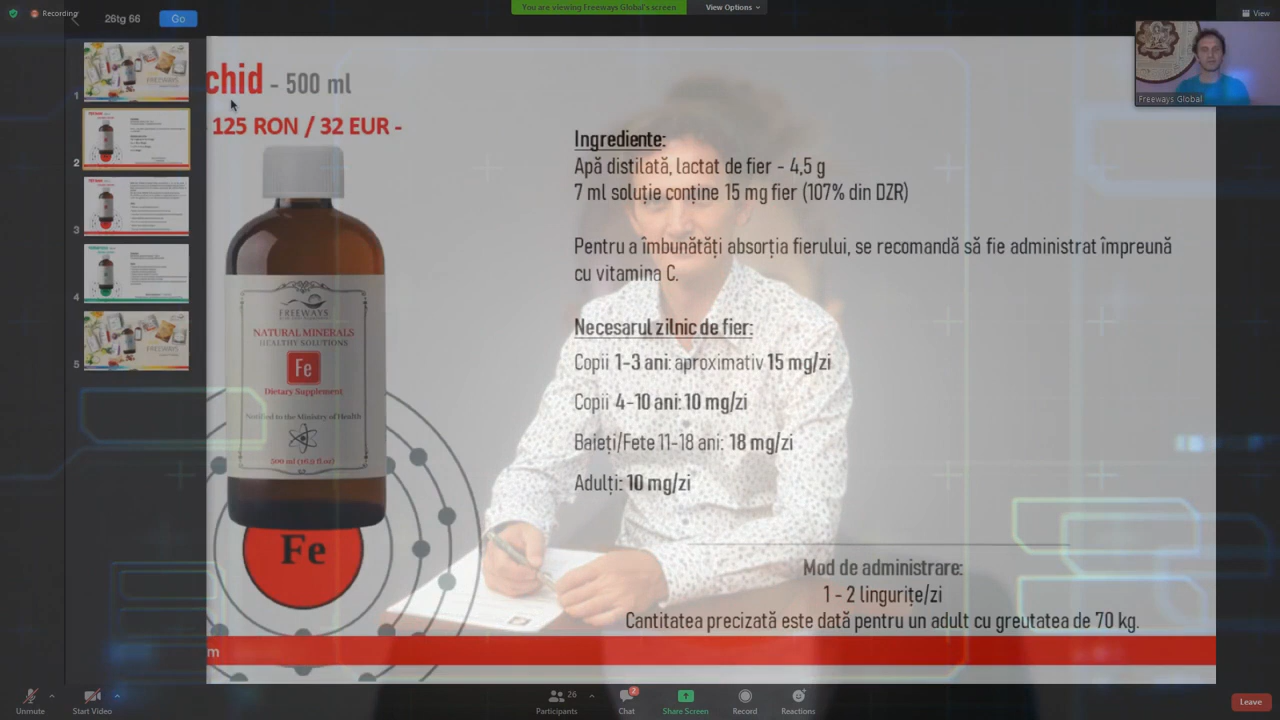 Recording
You are viewing Freeways Global's screen
View Options
View
26tg 66
Go
Freeways Global
1
2
3
4
5
chid - 500 ml
125 RON / 32 EUR -
FREEWAYS
NATURAL MINERALS
HEALTHY SOLUTIONS
Fe
Dietary Supplement
Notified to the Ministry of Health
500 ml (16,9 fl.oz)
Fe
Ingrediente:
Apă distilată, lactat de fier - 4,5 g
7 ml soluție conține 15 mg fier (107% din DZR)
Pentru a îmbunătăți absorția fierului, se recomandă să fie administrat împreună
cu vitamina C.
Necesarul zilnic de fier:
Copii 1-3 ani: aproximativ 15 mg/zi
Copii 4-10 ani: 10 mg/zi
Baieți/Fete 11-18 ani: 18 mg/zi
Adulți: 10 mg/zi
Mod de administrare:
1 - 2 lingurițe/zi
Cantitatea precizată este dată pentru un adult cu greutatea de 70 kg.
m
Unmute
Start Video
26
Participants
2
Chat
Share Screen
Record
Reactions
Leave